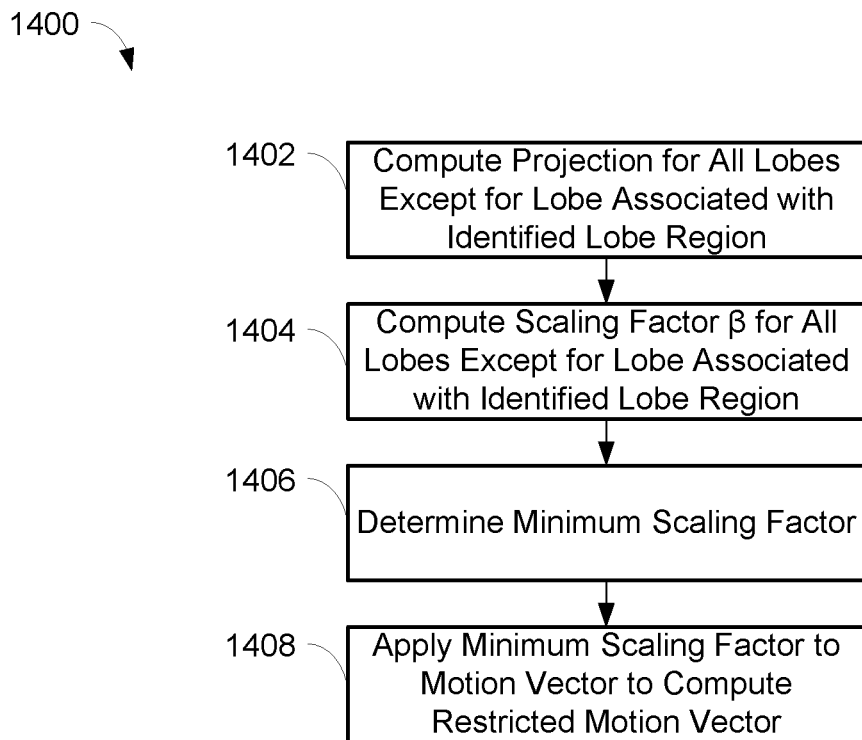 1400
1402
Compute Projection for All Lobes
Except for Lobe Associated with
Identified Lobe Region
1404
Compute Scaling Factor β for All
Lobes Except for Lobe Associated
with Identified Lobe Region
1406
Determine Minimum Scaling Factor
1408
Apply Minimum Scaling Factor to
Motion Vector to Compute
Restricted Motion Vector